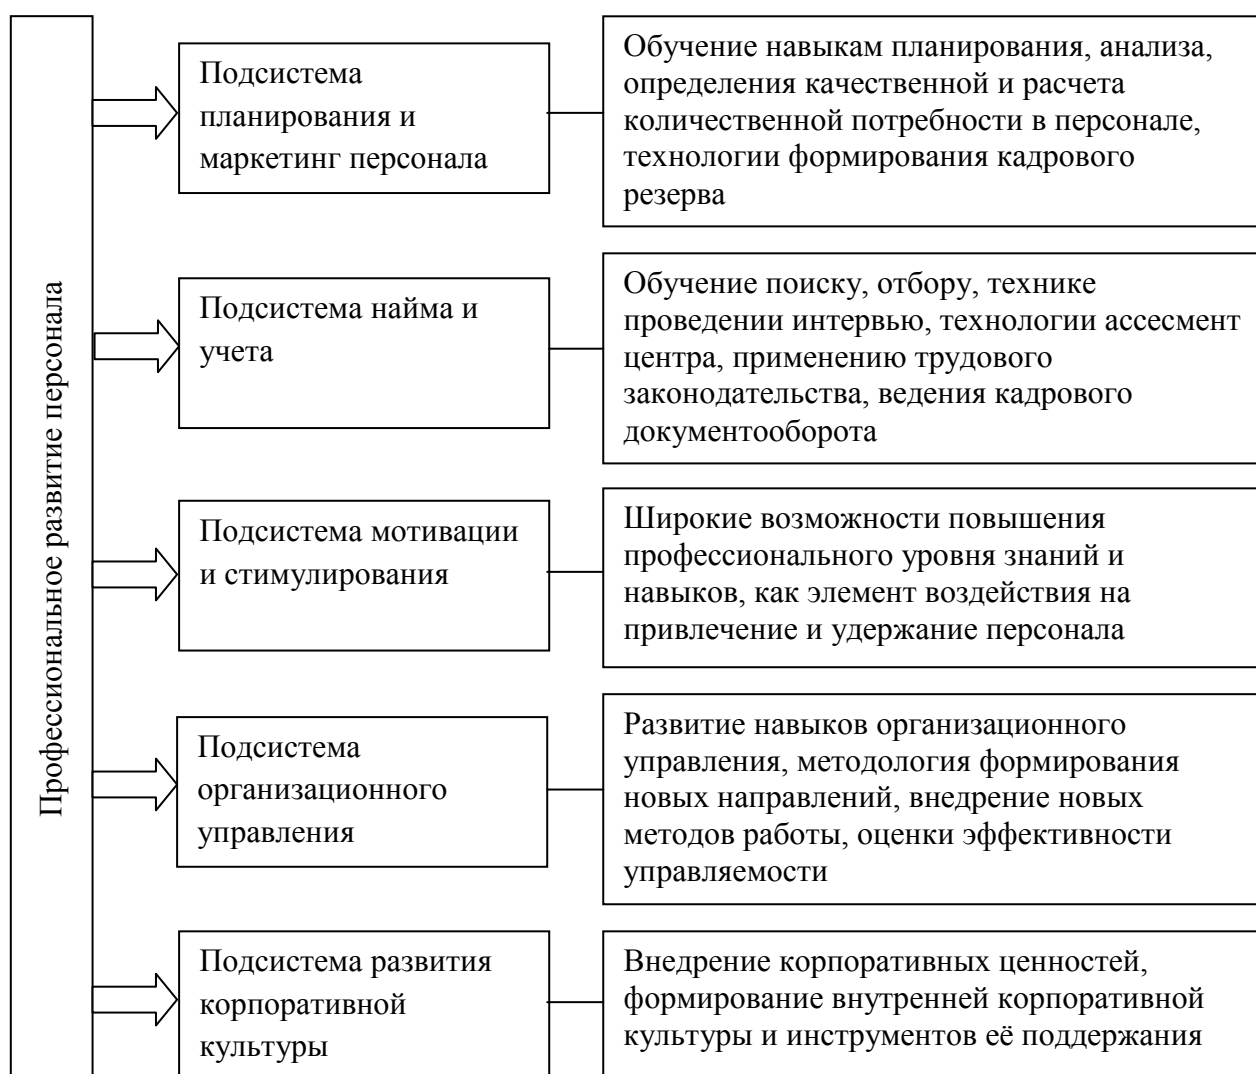 Профессиональное развитие персонала
Подсистема
планирования и
маркетинг персонала
Обучение навыкам планирования, анализа,
определения качественной и расчета
количественной потребности в персонале,
технологии формирования кадрового
резерва
Подсистема найма и
учета
Обучение поиску, отбору, технике
проведении интервью, технологии ассесмент
центра, применению трудового
законодательства, ведения кадрового
документооборота
Подсистема мотивации
и стимулирования
Широкие возможности повышения
профессионального уровня знаний и
навыков, как элемент воздействия на
привлечение и удержание персонала
Подсистема
организационного
управления
Развитие навыков организационного
управления, методология формирования
новых направлений, внедрение новых
методов работы, оценки эффективности
управляемости
Подсистема развития
корпоративной
культуры
Внедрение корпоративных ценностей,
формирование внутренней корпоративной
культуры и инструментов её поддержания